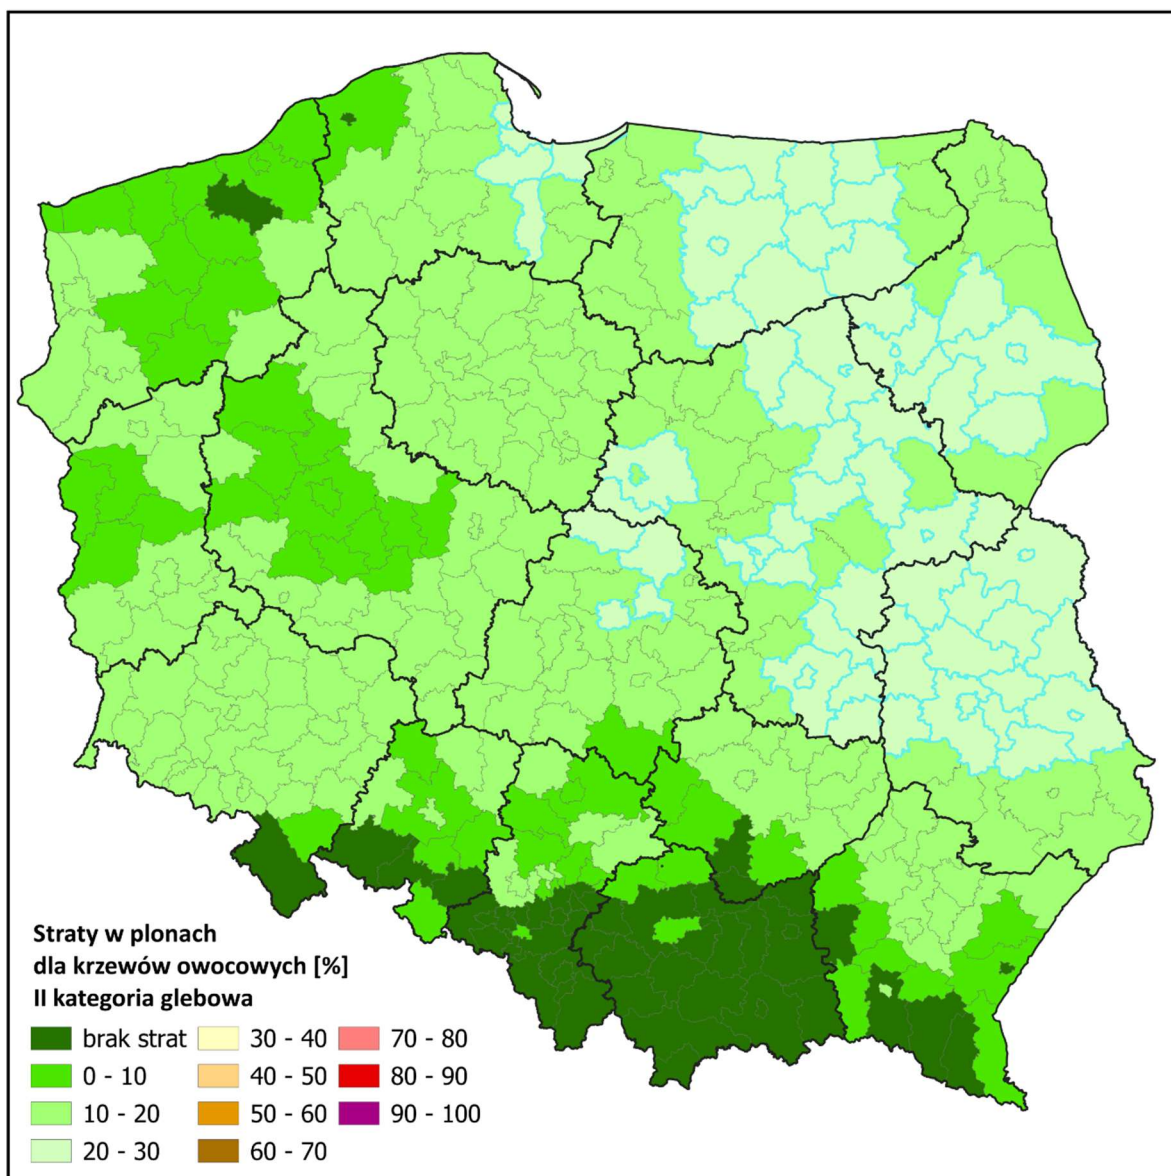 Straty w plonach
dla krzewów owocowych [%]
II kategoria glebowa
brak strat
0 - 10
10 - 20
20 - 30
30 - 40
40 - 50
50 - 60
60 - 70
70 - 80
80 - 90
90 - 100